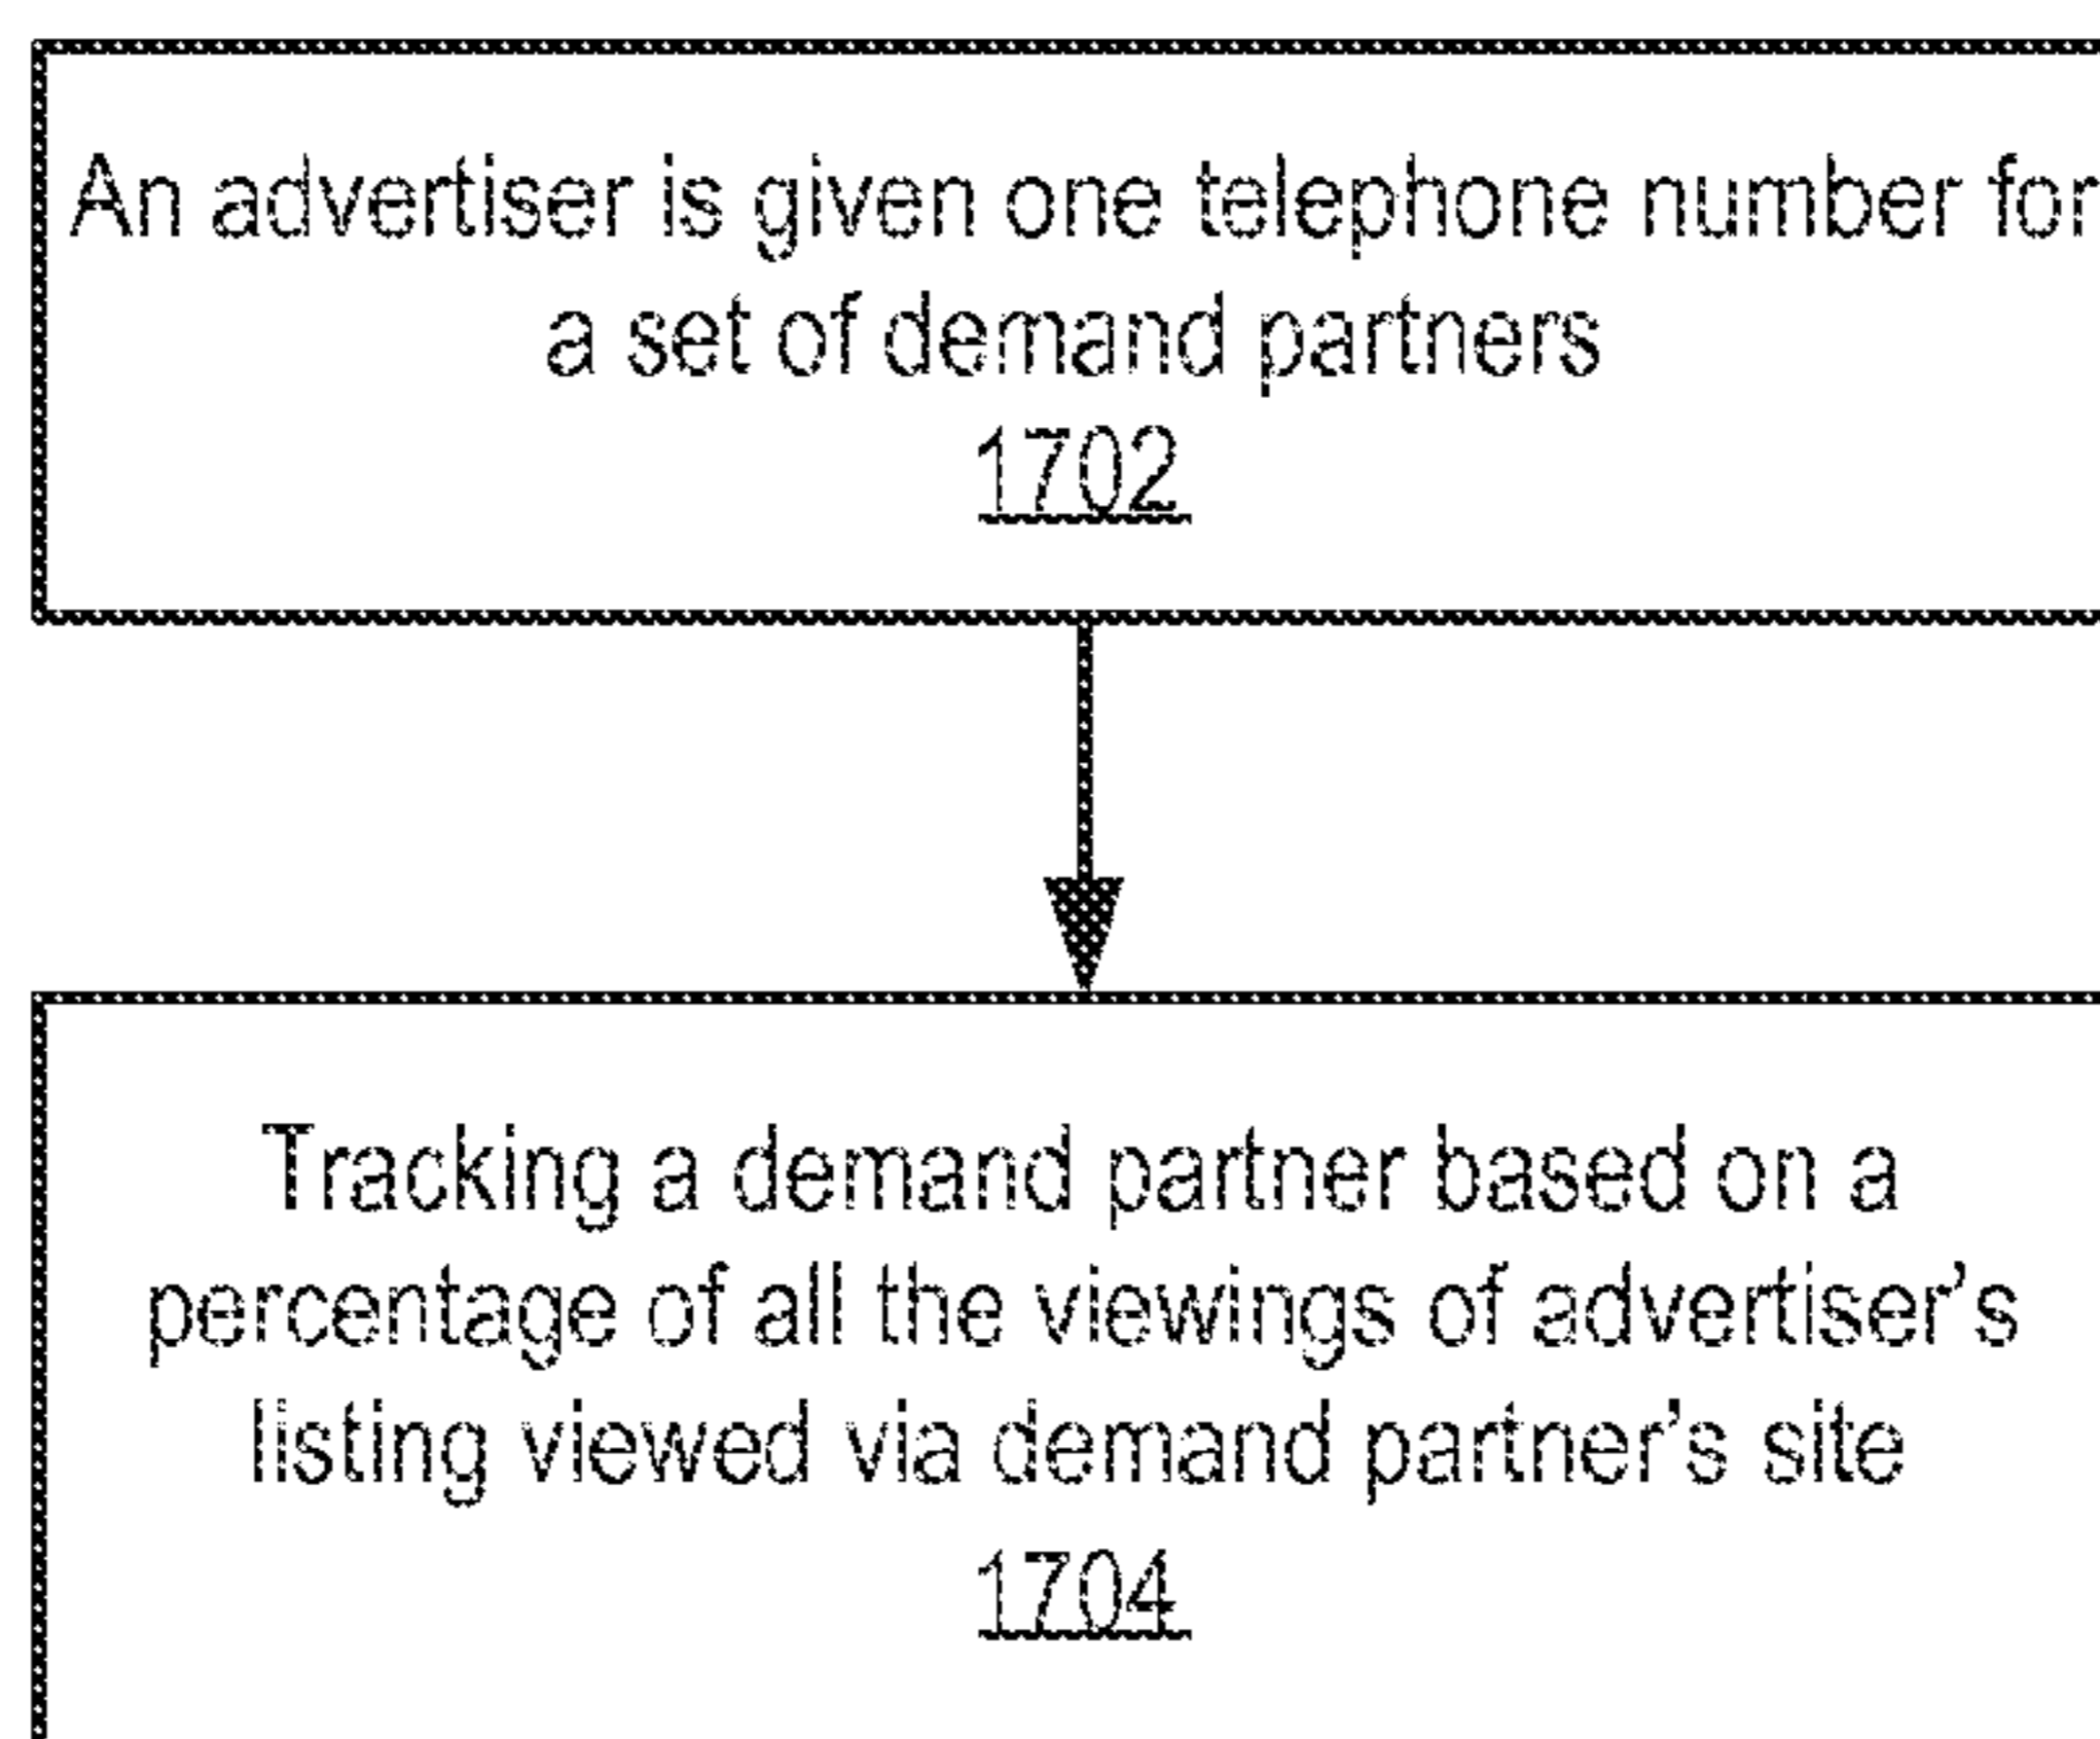 An advertiser is given one telephone number for
a set of demand partners
1702
Tracking a demand partner based on a
percentage of all the viewings of advertiser's
listing viewed via demand partner's site
1704